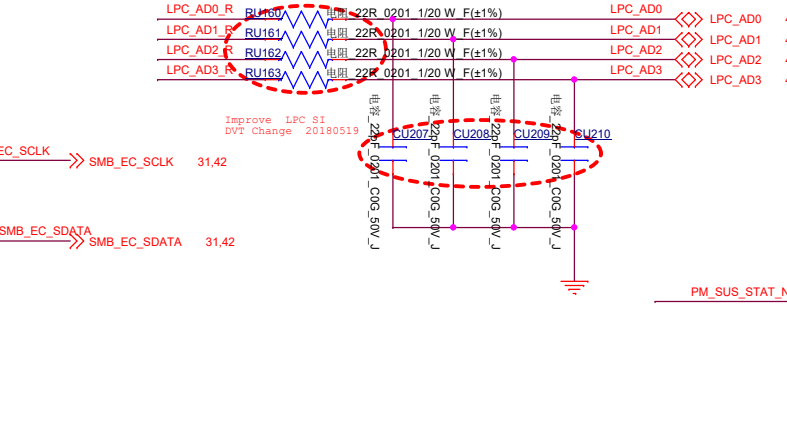 LPC_AD0_R RU160 电阻_22R_0201_1/20 W_F(±1%) LPC_AD0 LPC_AD0
LPC_AD1_R RU161 电阻_22R_0201_1/20 W_F(±1%) LPC_AD1 LPC_AD1
LPC_AD2_R RU162 电阻_22R_0201_1/20 W_F(±1%) LPC_AD2 LPC_AD2
LPC_AD3_R RU163 电阻_22R_0201_1/20 W_F(±1%) LPC_AD3 LPC_AD3
Improve LPC SI
DVT Change 20180519
CU207 CU208 CU209 CU210
电容_22pF_0201_C0G_50V_J
电容_22pF_0201_C0G_50V_J
电容_22pF_0201_C0G_50V_J
电容_22pF_0201_C0G_50V_J
EC_SCLK
SMB_EC_SCLK 31,42
SMB_EC_SDATA
SMB_EC_SDATA 31,42
PM_SUS_STAT_N